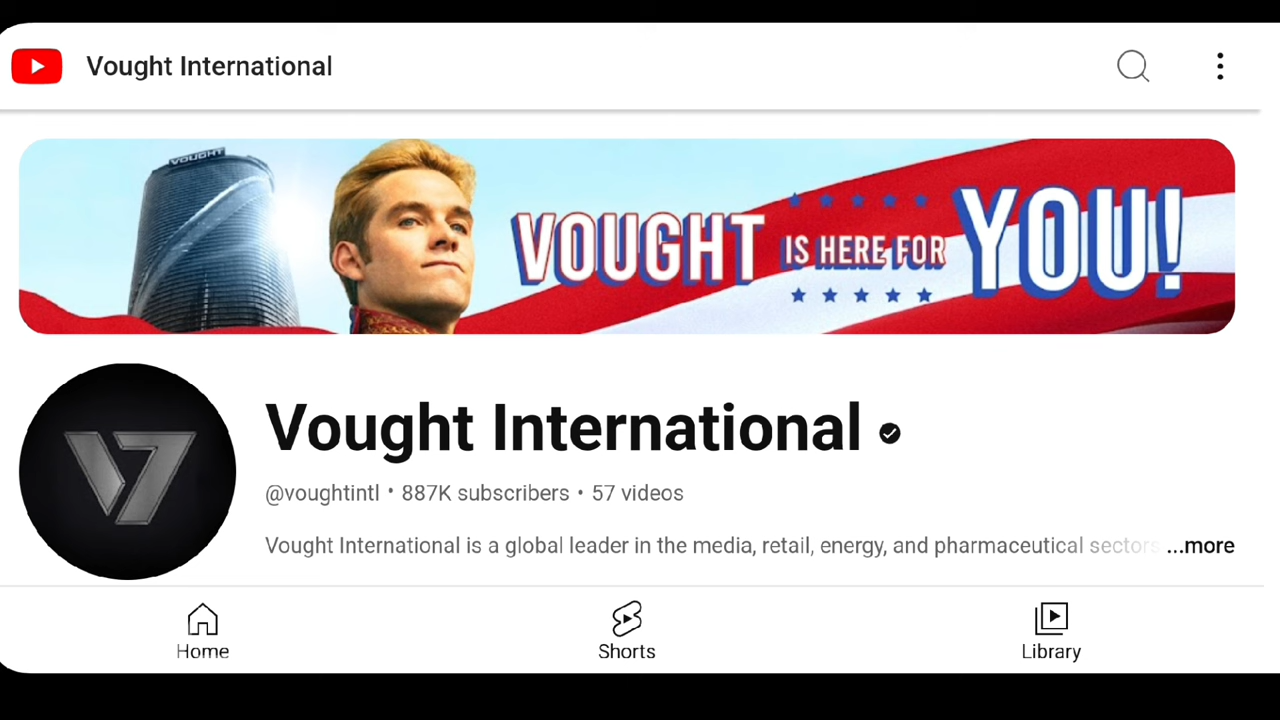 Vought International
VOUGHT
VOUGHT IS HERE FOR YOU!
V7
Vought International
@voughtintl • 887K subscribers • 57 videos
Vought International is a global leader in the media, retail, energy, and pharmaceutical sectors ...more
Home
Shorts
Library